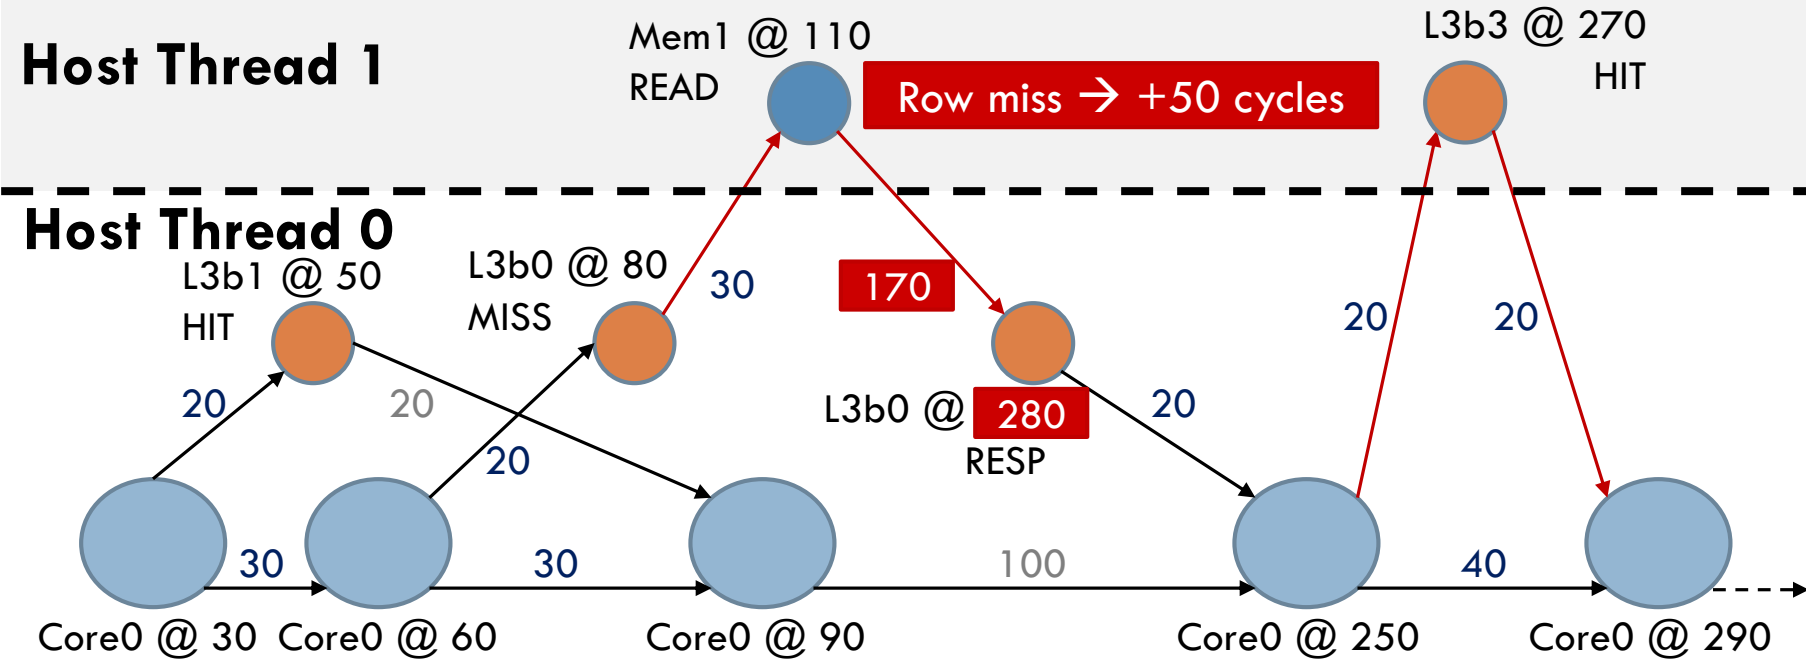 Host Thread 1
Mem1 @ 110
READ
Row miss → +50 cycles
L3b3 @ 270
HIT
Host Thread 0
L3b1 @ 50
HIT
L3b0 @ 80
MISS
30
170
20
20
20
20
20
L3b0 @ 280
RESP
20
30
30
100
40
Core0 @ 30
Core0 @ 60
Core0 @ 90
Core0 @ 250
Core0 @ 290